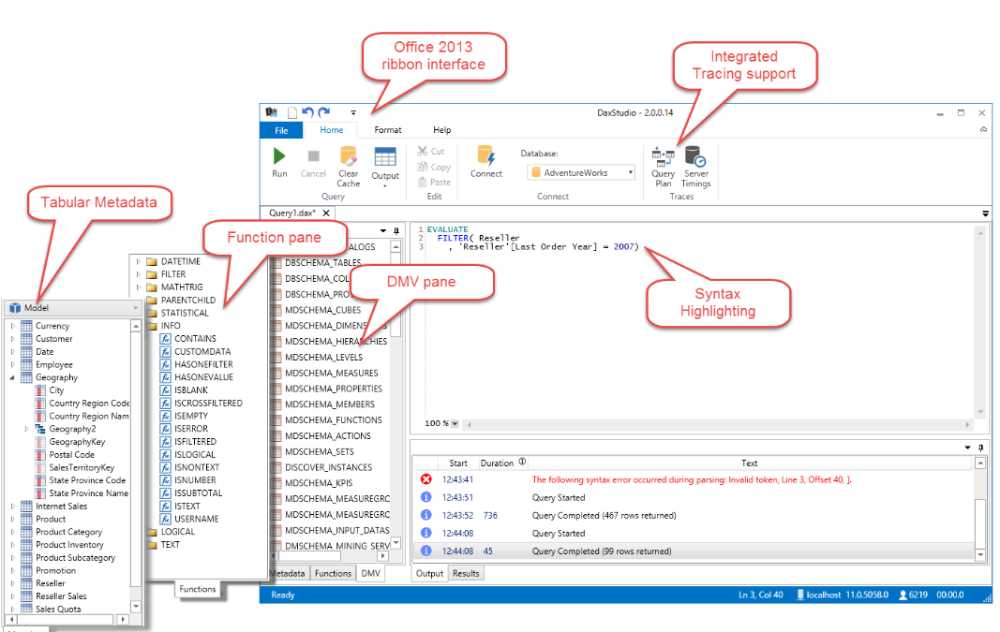 Office 2013
ribbon interface
Integrated
Tracing support
DaxStudio - 2.0.0.14
File Home Format Help
Run Cancel Clear Cache Output
Cut
Copy
Paste
Connect
Database:
AdventureWorks
Query Plan Server Timings
Query Edit Connect Traces
Query1.dax*
Tabular Metadata
Function pane
DMV pane
Syntax
Highlighting
1 EVALUATE
2 FILTER( Reseller
3 , 'Reseller'[Last Order Year] = 2007)
100 %
Model
Currency
Customer
Date
Employee
Geography
City
Country Region Code
Country Region Nam
Geography2
GeographyKey
Postal Code
SalesTerritoryKey
State Province Code
State Province Name
Internet Sales
Product
Product Category
Product Inventory
Product Subcategory
Promotion
Reseller
Reseller Sales
Sales Quota
DATETIME
FILTER
MATHTRIG
PARENTCHILD
STATISTICAL
INFO
CONTAINS
CUSTOMDATA
HASONEFILTER
HASONEVALUE
ISBLANK
ISCROSSFILTERED
ISEMPTY
ISERROR
ISFILTERED
ISLOGICAL
ISNONTEXT
ISNUMBER
ISSUBTOTAL
ISTEXT
USERNAME
LOGICAL
TEXT
Functions
ALOGS
DBSCHEMA_TABLES
DBSCHEMA_COL
DBSCHEMA_PRO
MDSCHEMA_CUBES
MDSCHEMA_DIMENS
MDSCHEMA_HIERARCHIES
MDSCHEMA_LEVELS
MDSCHEMA_MEASURES
MDSCHEMA_PROPERTIES
MDSCHEMA_MEMBERS
MDSCHEMA_FUNCTIONS
MDSCHEMA_ACTIONS
MDSCHEMA_SETS
DISCOVER_INSTANCES
MDSCHEMA_KPIS
MDSCHEMA_MEASUREGRC
MDSCHEMA_MEASUREGRC
MDSCHEMA_INPUT_DATAS
DMSCHEMA_MINING_SERV
Metadata Functions DMV
Start Duration Text
12:43:41 The following syntax error occurred during parsing: Invalid token, Line 3, Offset 40, ].
12:43:51 Query Started
12:43:52 736 Query Completed (467 rows returned)
12:44:08 Query Started
12:44:08 45 Query Completed (99 rows returned)
Output Results
Ready Ln 3, Col 40 localhost 11.0.5058.0 6219 00:00.0